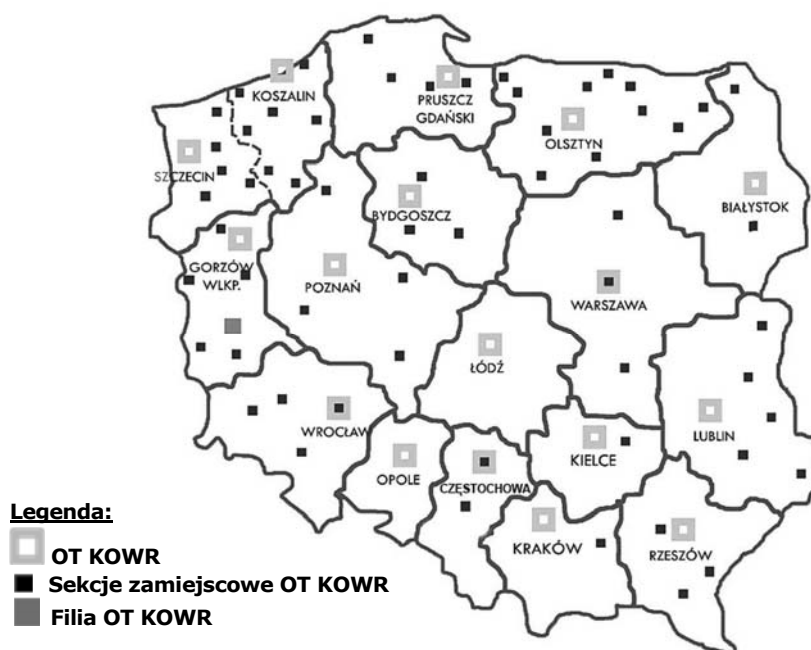 KOSZALIN
PRUSZCZ
GDAŃSKI
OLSZTYN
SZCZECIN
BIAŁYSTOK
BYDGOSZCZ
GORZÓW
WLKP.
POZNAŃ
WARSZAWA
ŁÓDŹ
WROCŁAW
LUBLIN
OPOLE
CZĘSTOCHOWA
KIELCE
KRAKÓW
RZESZÓW
Legenda:
OT KOWR
Sekcje zamiejscowe OT KOWR
Filia OT KOWR